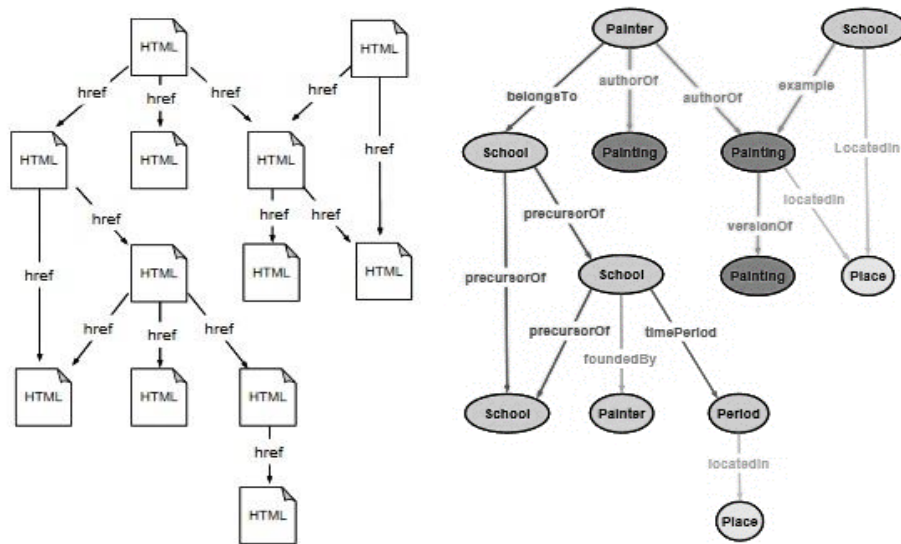 HTML HTML
href href href href
HTML HTML HTML href
href href href
href HTML HTML HTML
href href href
HTML HTML HTML
href
HTML
Painter School
belongsTo authorOf authorOf example
School Painting Painting LocatedIn
precursorOf versionOf locatedIn
precursorOf School Painting Place
precursorOf foundedBy timePeriod
School Painter Period
locatedIn
Place